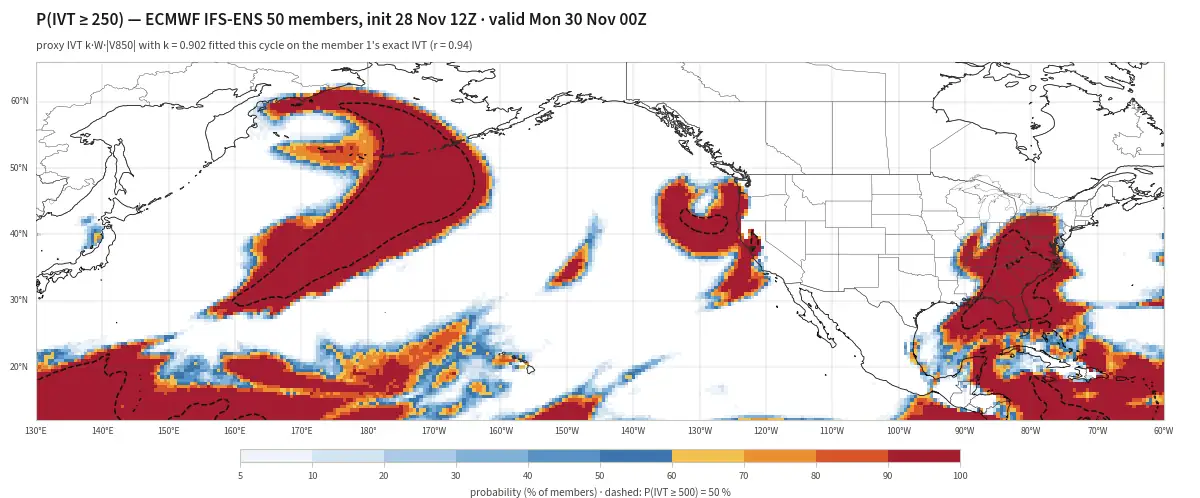 P(IVT ≥ 250) — ECMWF IFS-ENS 50 members, init 28 Nov 12Z · valid Mon 30 Nov 00Z
proxy IVT k·W·|V850| with k = 0.902 fitted this cycle on the member 1's exact IVT (r = 0.94)
60°N
50°N
40°N
30°N
20°N
130°E 140°E 150°E 160°E 170°E 180° 170°W 160°W 150°W 140°W 130°W 120°W 110°W 100°W 90°W 80°W 70°W 60°W
5 10 20 30 40 50 60 70 80 90 100
probability (% of members) · dashed: P(IVT ≥ 500) = 50 %